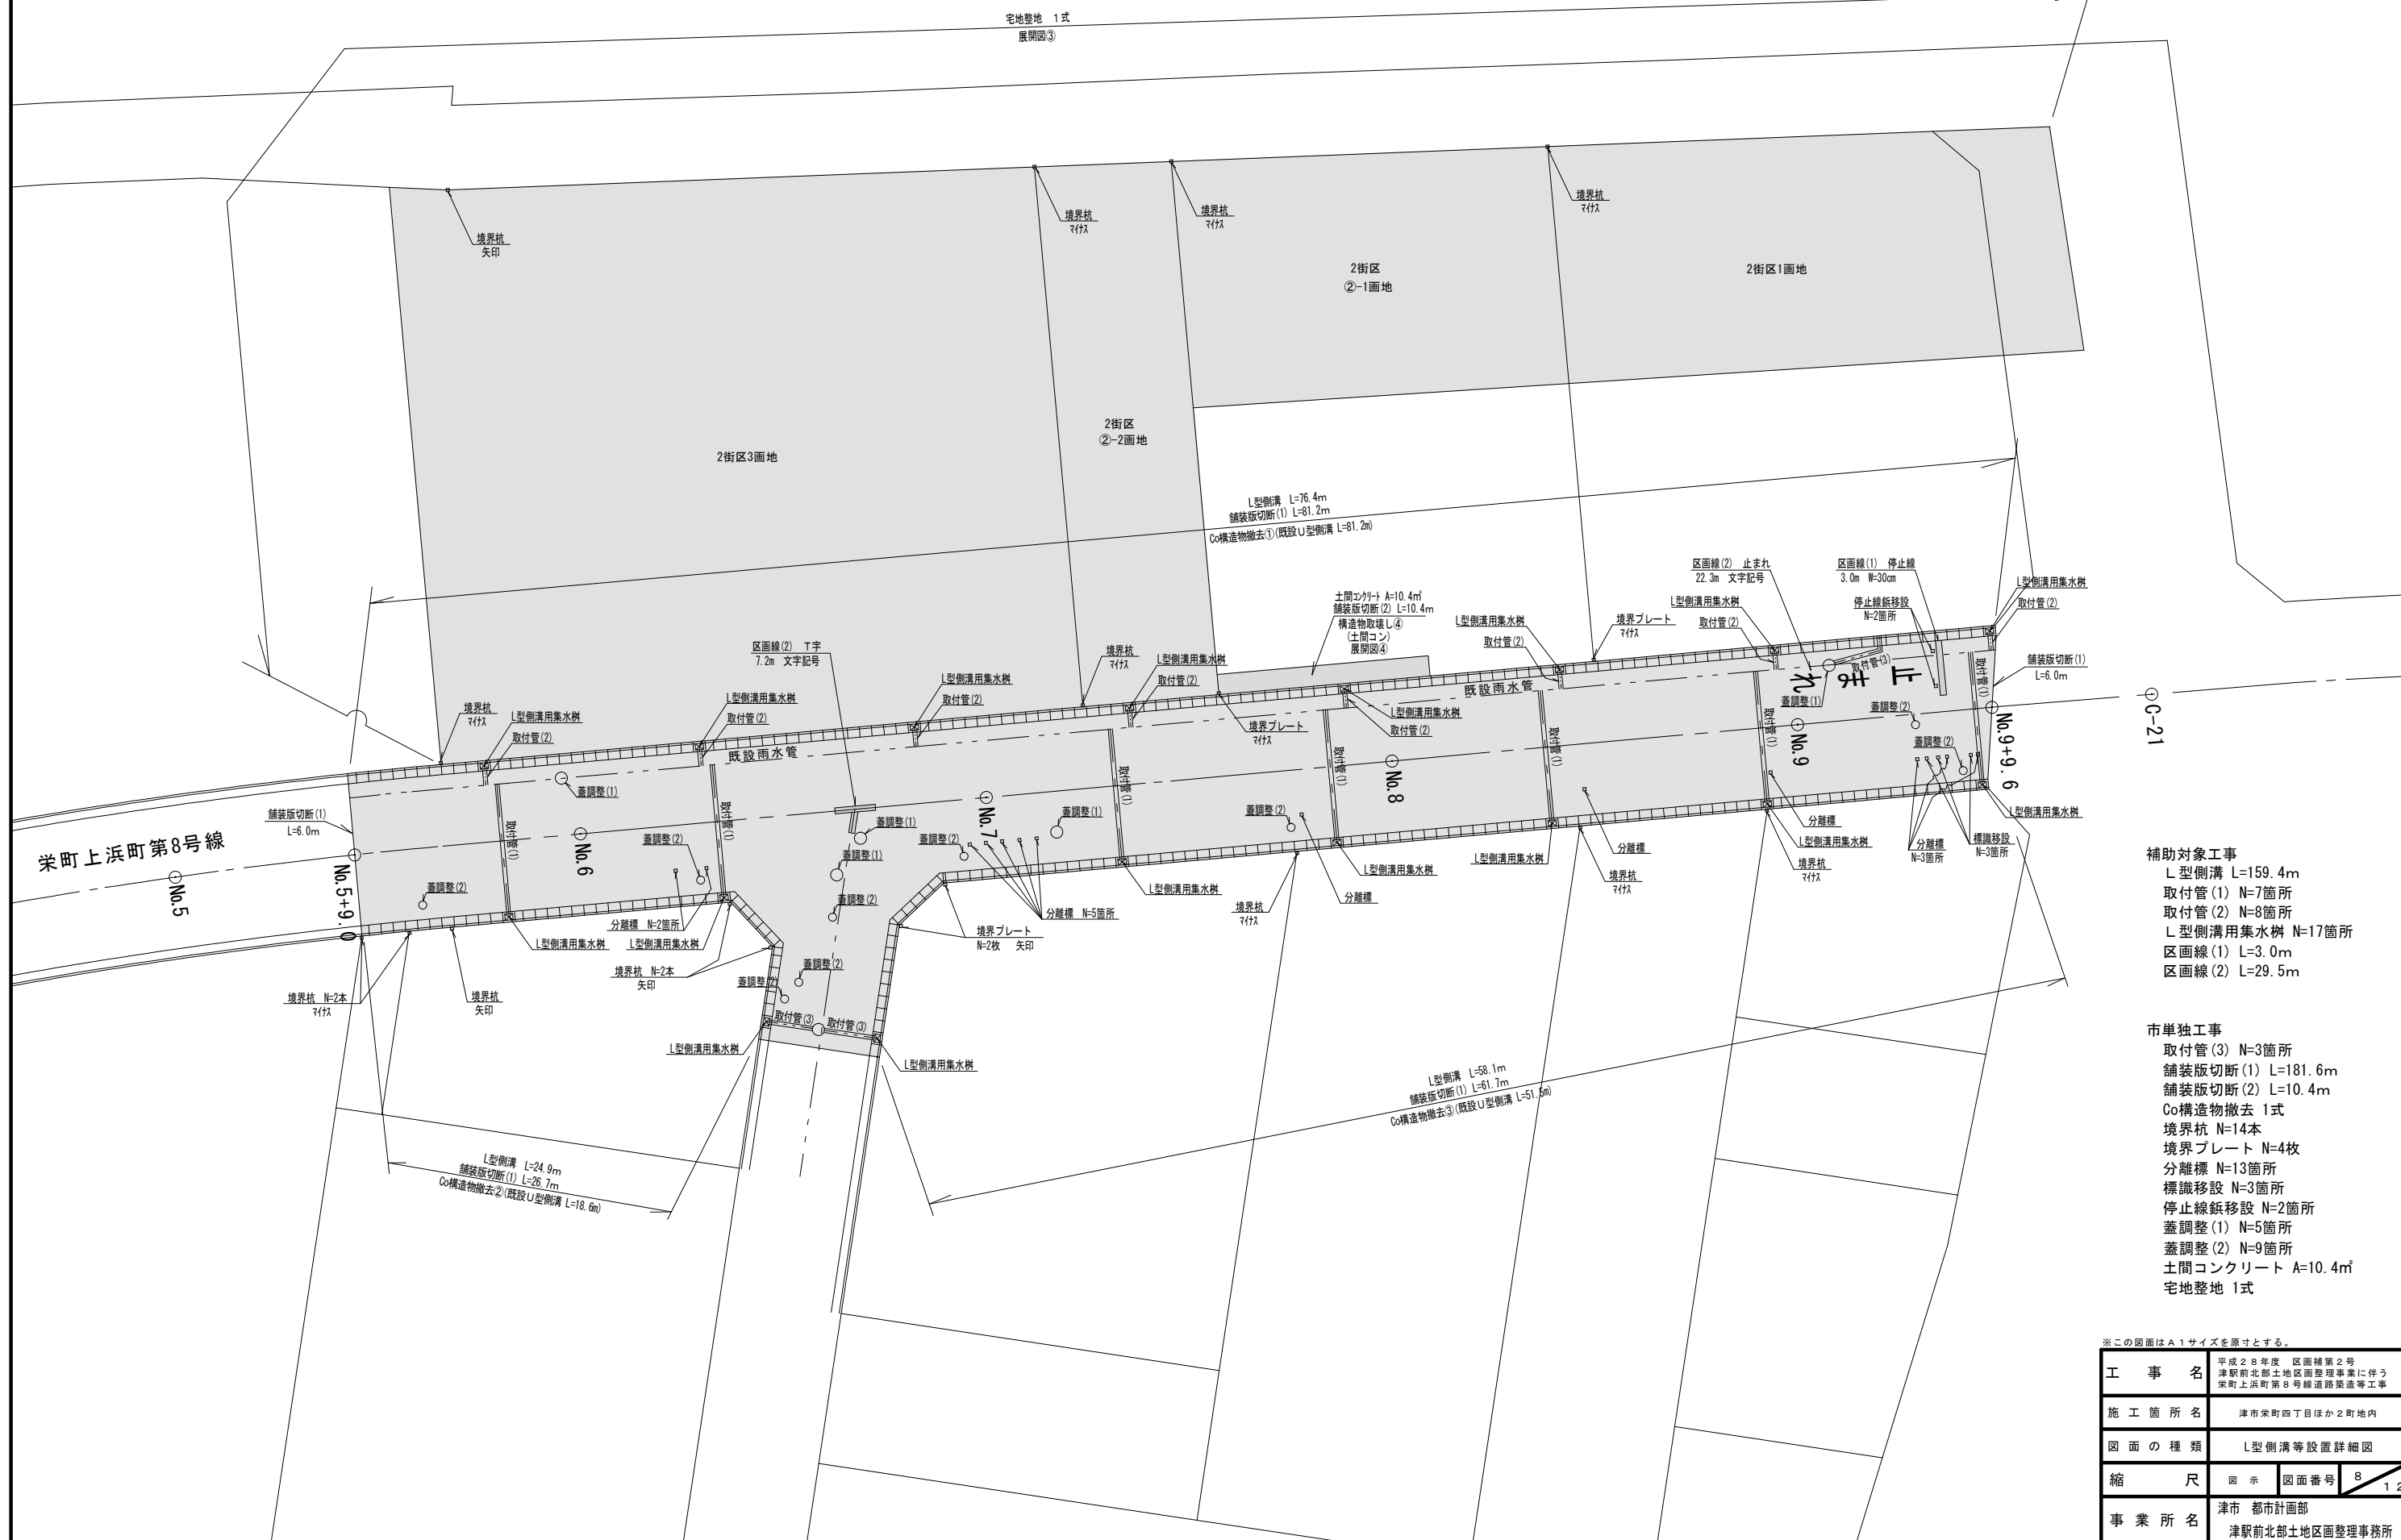 宅地整地 1式
展開図③
境界杭
矢印
境界杭
マイナス
境界杭
マイナス
境界杭
マイナス
2街区3画地
2街区
②-2画地
2街区
②-1画地
2街区1画地
L型側溝 L=76.4m
舗装版切断(1) L=81.2m
Co構造物撤去①(既設U型側溝 L=81.2m)
土間コンクリート A=10.4㎡
舗装版切断(2) L=10.4m
構造物取壊し④
(土間コン)
展開図④
区画線(2) 止まれ
22.3m 文字記号
区画線(1) 停止線
3.0m W=30cm
停止線鋲移設
N=2箇所
L型側溝用集水桝
取付管(2)
L型側溝用集水桝
取付管(2)
L型側溝用集水桝
取付管(2)
境界プレート
マイナス
舗装版切断(1)
L=6.0m
区画線(2) T字
7.2m 文字記号
境界杭
マイナス
L型側溝用集水桝
取付管(2)
L型側溝用集水桝
取付管(2)
L型側溝用集水桝
取付管(2)
境界杭
マイナス
L型側溝用集水桝
取付管(2)
L型側溝用集水桝
取付管(2)
境界プレート
マイナス
既設雨水管
既設雨水管
取付管(3)
止まれ
蓋調整(1)
蓋調整(2)
蓋調整(2)
取付管(1)
取付管(1)
取付管(1)
取付管(1)
取付管(1)
取付管(1)
取付管(1)
蓋調整(1)
蓋調整(1)
蓋調整(1)
蓋調整(1)
蓋調整(2)
蓋調整(2)
蓋調整(2)
蓋調整(2)
蓋調整(2)
蓋調整(2)
蓋調整(2)
舗装版切断(1)
L=6.0m
栄町上浜町第8号線
No.5
No.5+9.0
No.6
No.7
No.8
No.9
No.9+9.6
C-21
分離標 N=2箇所
分離標 N=5箇所
分離標
分離標
分離標
分離標
N=3箇所
標識移設
N=3箇所
L型側溝用集水桝
L型側溝用集水桝
L型側溝用集水桝
L型側溝用集水桝
L型側溝用集水桝
L型側溝用集水桝
L型側溝用集水桝
L型側溝用集水桝
L型側溝用集水桝
境界杭 N=2本
マイナス
境界杭
矢印
境界杭 N=2本
矢印
境界プレート
N=2枚 矢印
境界杭
マイナス
境界杭
マイナス
境界杭
マイナス
取付管(3)
取付管(3)
L型側溝 L=24.9m
舗装版切断(1) L=26.7m
Co構造物撤去②(既設U型側溝 L=18.6m)
L型側溝 L=58.1m
舗装版切断(1) L=61.7m
Co構造物撤去③(既設U型側溝 L=51.5m)
補助対象工事
L型側溝 L=159.4m
取付管(1) N=7箇所
取付管(2) N=8箇所
L型側溝用集水桝 N=17箇所
区画線(1) L=3.0m
区画線(2) L=29.5m
市単独工事
取付管(3) N=3箇所
舗装版切断(1) L=181.6m
舗装版切断(2) L=10.4m
Co構造物撤去 1式
境界杭 N=14本
境界プレート N=4枚
分離標 N=13箇所
標識移設 N=3箇所
停止線鋲移設 N=2箇所
蓋調整(1) N=5箇所
蓋調整(2) N=9箇所
土間コンクリート A=10.4㎡
宅地整地 1式
※この図面はA1サイズを原寸とする。
工事名
平成28年度 区画補第2号
津駅前北部土地区画整理事業に伴う
栄町上浜町第8号線道路築造等工事
施工箇所名 津市栄町四丁目ほか2町地内
図面の種類 L型側溝等設置詳細図
縮尺 図示 図面番号 8/12
事業所名
津市 都市計画部
津駅前北部土地区画整理事務所